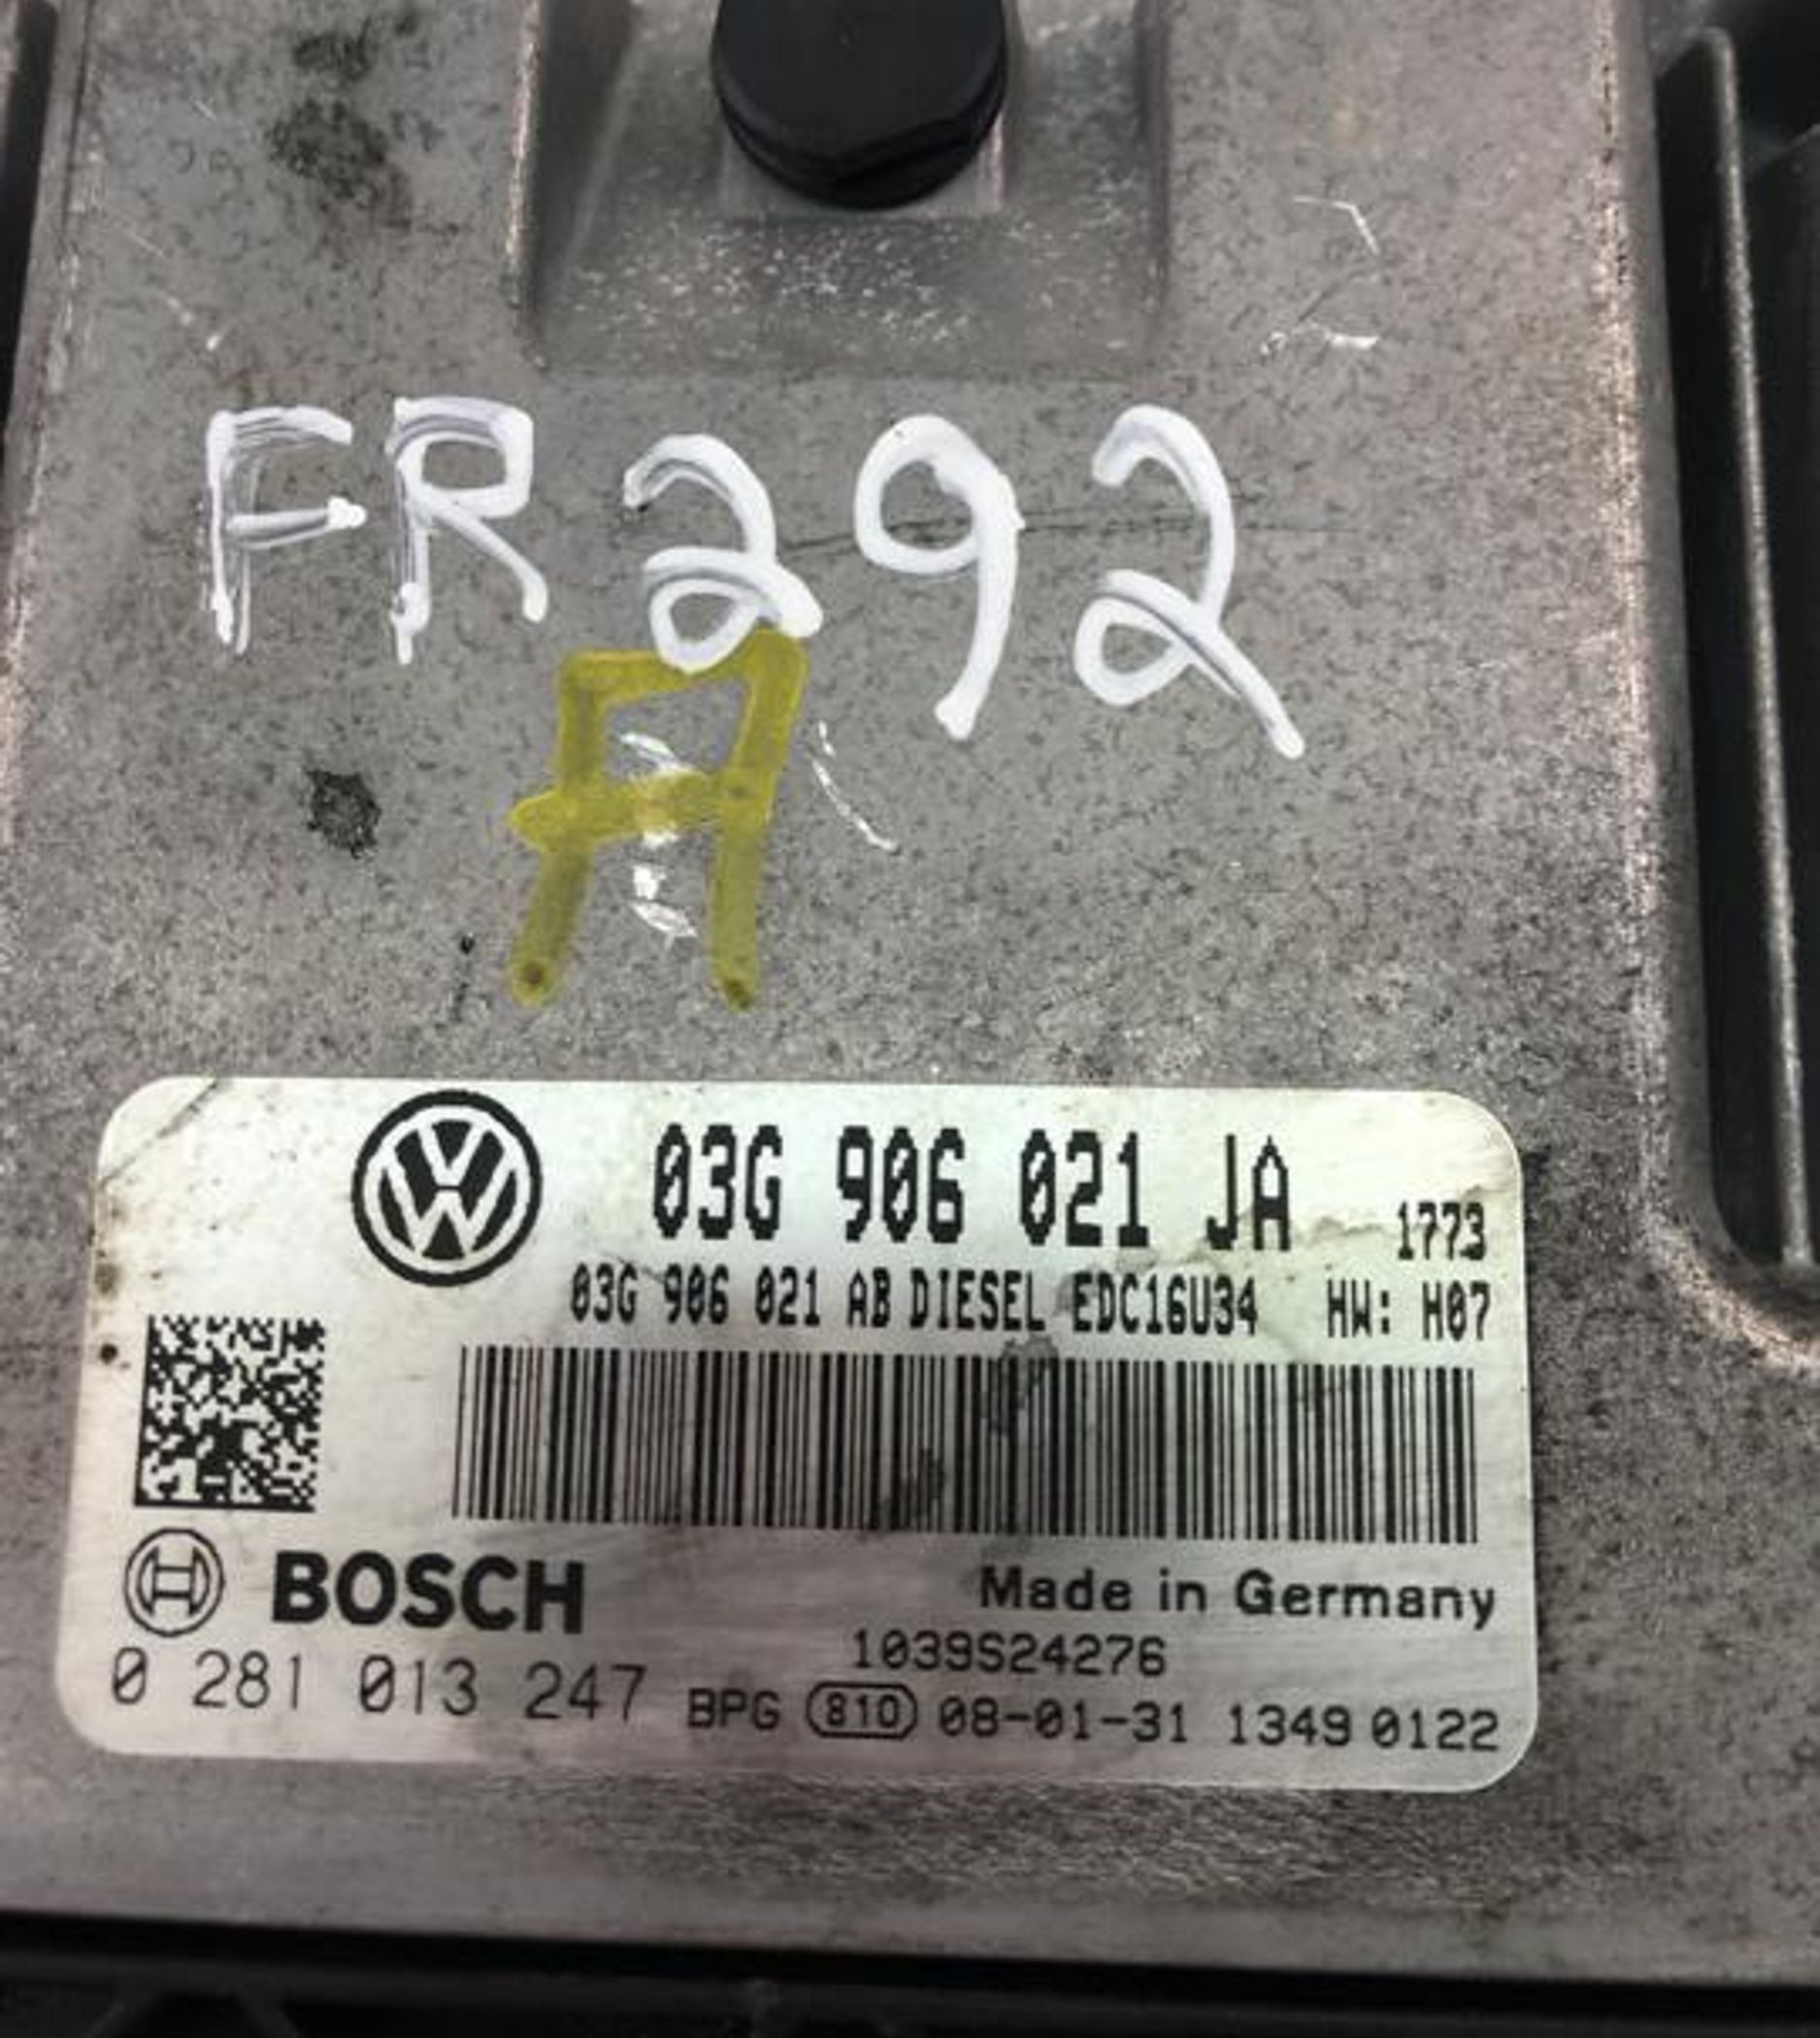 FR292
A
03G 906 021 JA 1773
03G 906 021 AB DIESEL EDC16U34 HW: H07
BOSCH Made in Germany
1039S24276
0 281 013 247 BPG 810 08-01-31 1349 0122